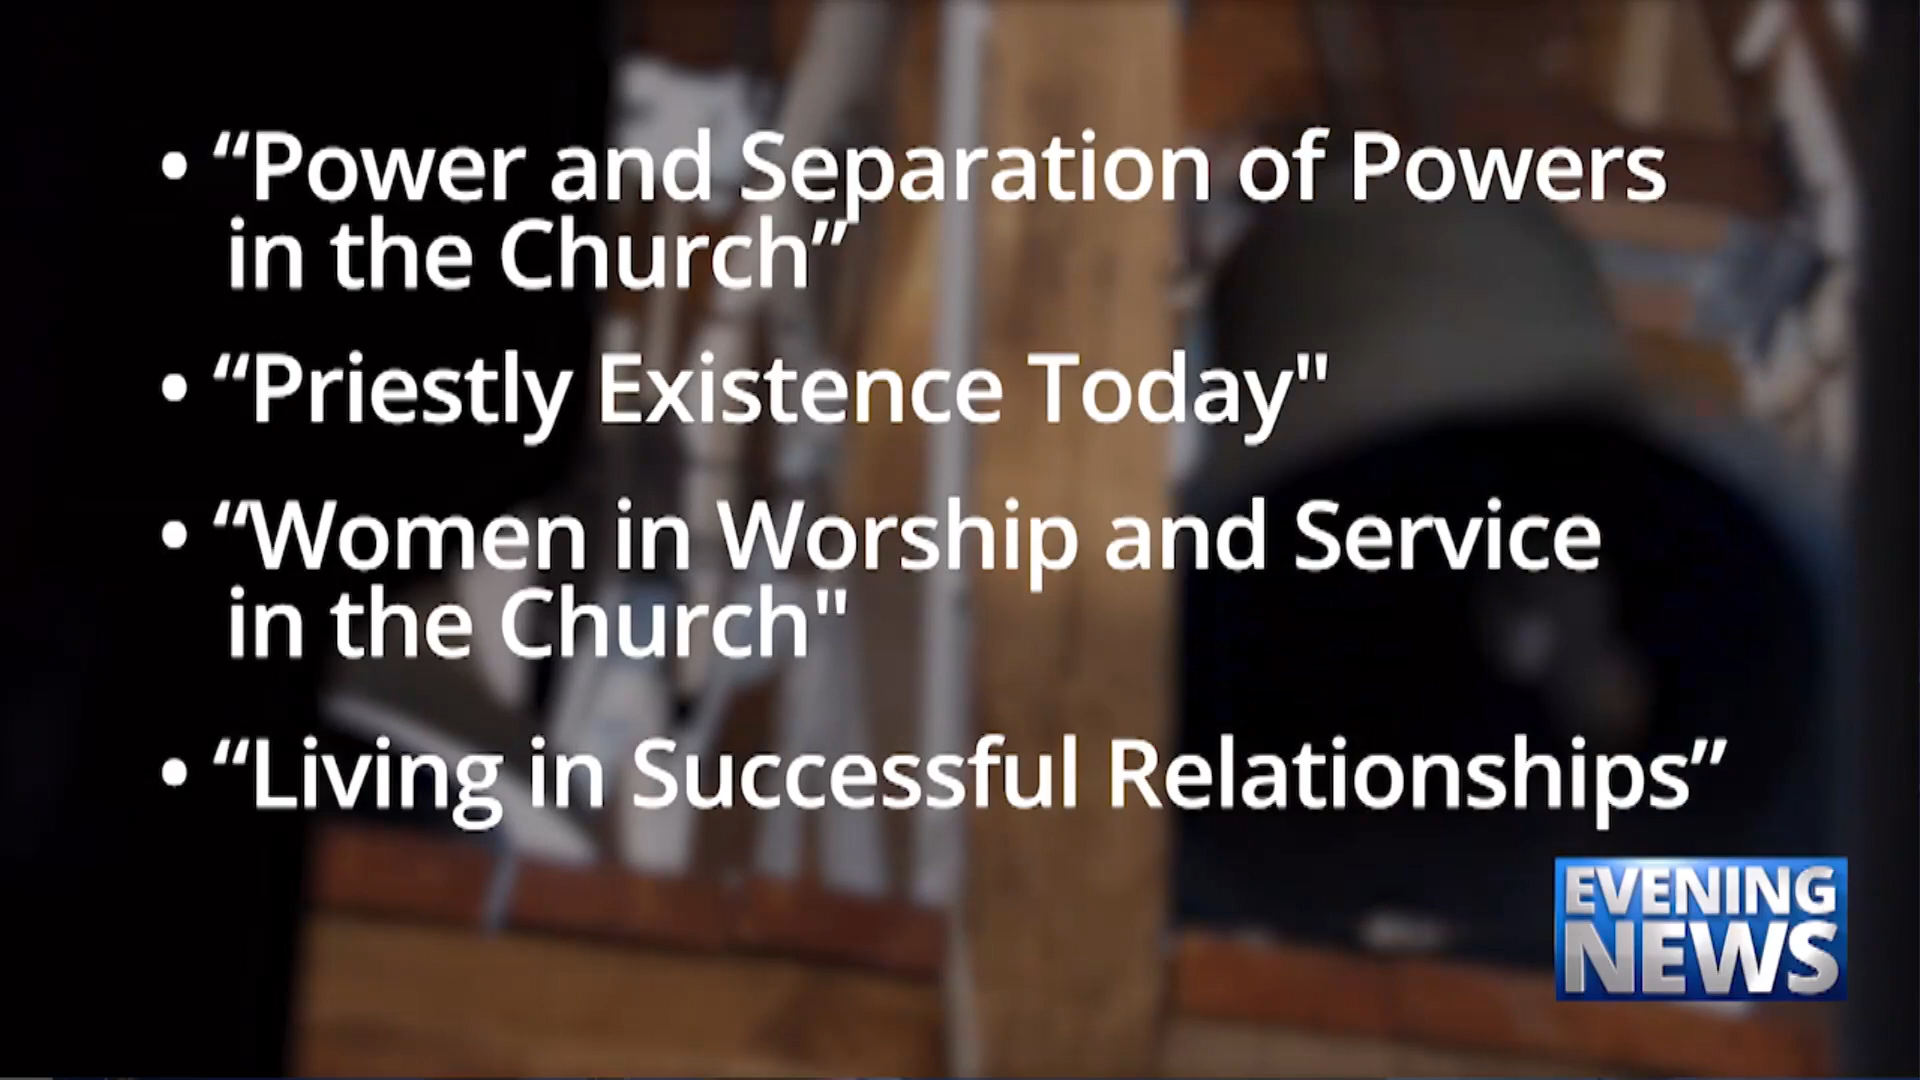 • “Power and Separation of Powers
in the Church”
• “Priestly Existence Today"
• “Women in Worship and Service
in the Church"
• “Living in Successful Relationships”
EVENING
NEWS